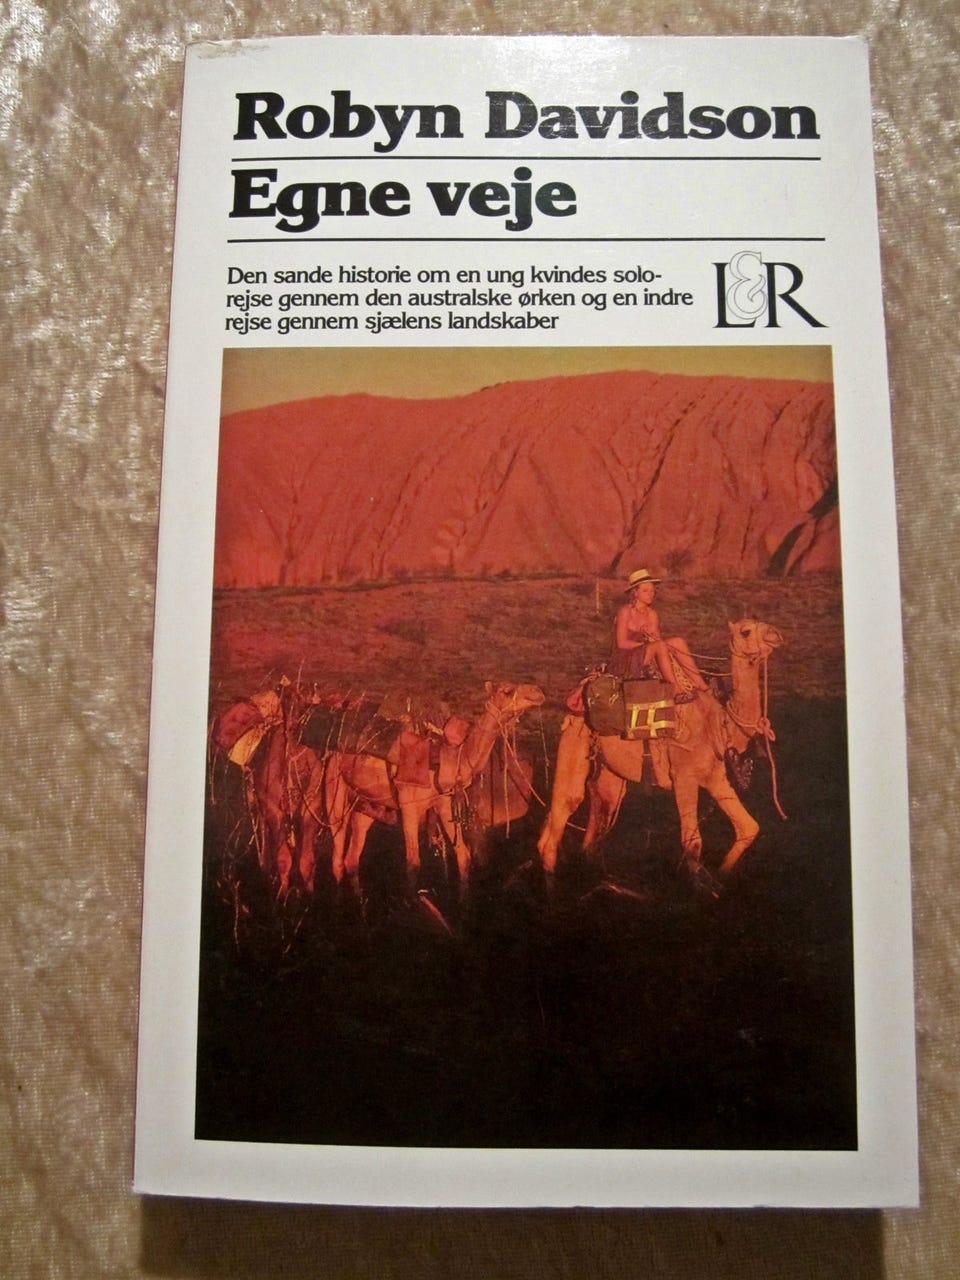 Robyn Davidson
Egne veje
Den sande historie om en ung kvindes solo-
rejse gennem den australske ørken og en indre
rejse gennem sjælens landskaber
L&R